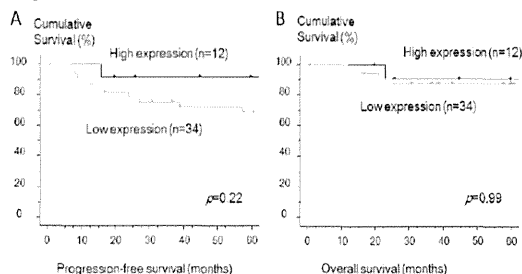 A
Cumulative
Survival (%)
High expression (n=12)
100
80
60
40
20
0
Low expression (n=34)
p=0.22
0 10 20 30 40 50 60
Progression-free survival (months)
B
Cumulative
Survival (%)
High expression (n=12)
100
80
60
40
20
0
Low expression (n=34)
p=0.99
0 10 20 30 40 50 60
Overall survival (months)